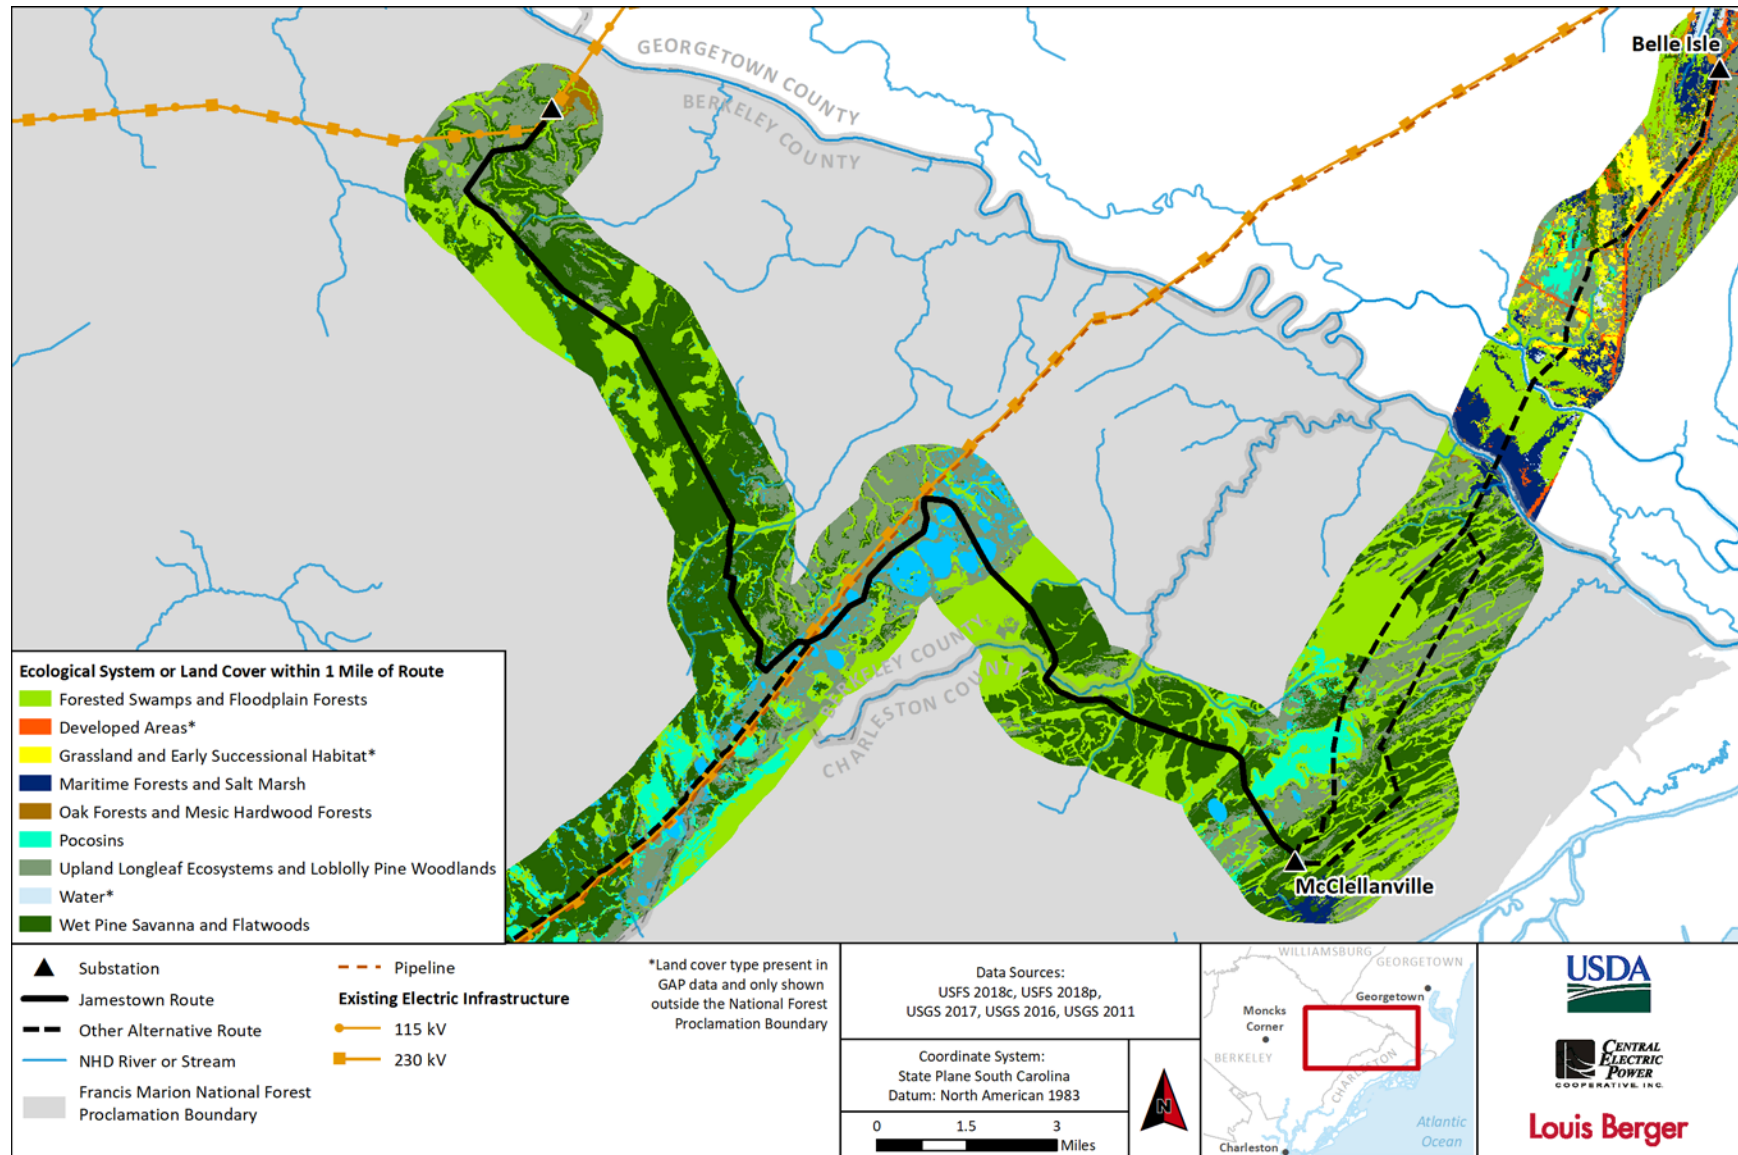 GEORGETOWN COUNTY
BERKELEY COUNTY
Belle Isle
BERKELEY COUNTY
CHARLESTON COUNTY
McClellanville
Ecological System or Land Cover within 1 Mile of Route
Forested Swamps and Floodplain Forests
Developed Areas*
Grassland and Early Successional Habitat*
Maritime Forests and Salt Marsh
Oak Forests and Mesic Hardwood Forests
Pocosins
Upland Longleaf Ecosystems and Loblolly Pine Woodlands
Water*
Wet Pine Savanna and Flatwoods
Substation
Jamestown Route
Other Alternative Route
NHD River or Stream
Francis Marion National Forest
Proclamation Boundary
Pipeline
Existing Electric Infrastructure
115 kV
230 kV
*Land cover type present in
GAP data and only shown
outside the National Forest
Proclamation Boundary
Data Sources:
USFS 2018c, USFS 2018p,
USGS 2017, USGS 2016, USGS 2011
Coordinate System:
State Plane South Carolina
Datum: North American 1983
0 1.5 3
Miles
N
WILLIAMSBURG
GEORGETOWN
Georgetown
Moncks
Corner
BERKELEY
CHARLESTON
Atlantic
Ocean
Charleston
USDA
CENTRAL
ELECTRIC
POWER
COOPERATIVE, INC.
Louis Berger